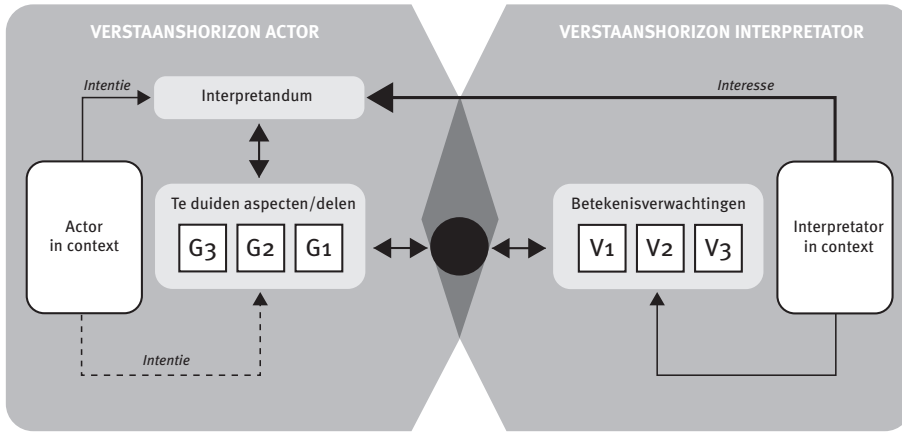 VERSTAANSHORIZON ACTOR
VERSTAANSHORIZON INTERPRETATOR
Intentie
Interpretandum
Interesse
Te duiden aspecten/delen
G3 G2 G1
Betekenisverwachtingen
V1 V2 V3
Actor
in context
Interpretator
in context
Intentie